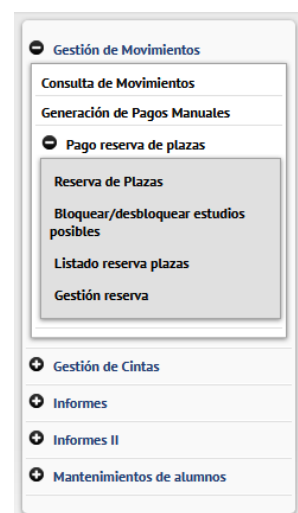 Gestión de Movimientos
Consulta de Movimientos
Generación de Pagos Manuales
Pago reserva de plazas
Reserva de Plazas
Bloquear/desbloquear estudios
posibles
Listado reserva plazas
Gestión reserva
Gestión de Cintas
Informes
Informes II
Mantenimientos de alumnos